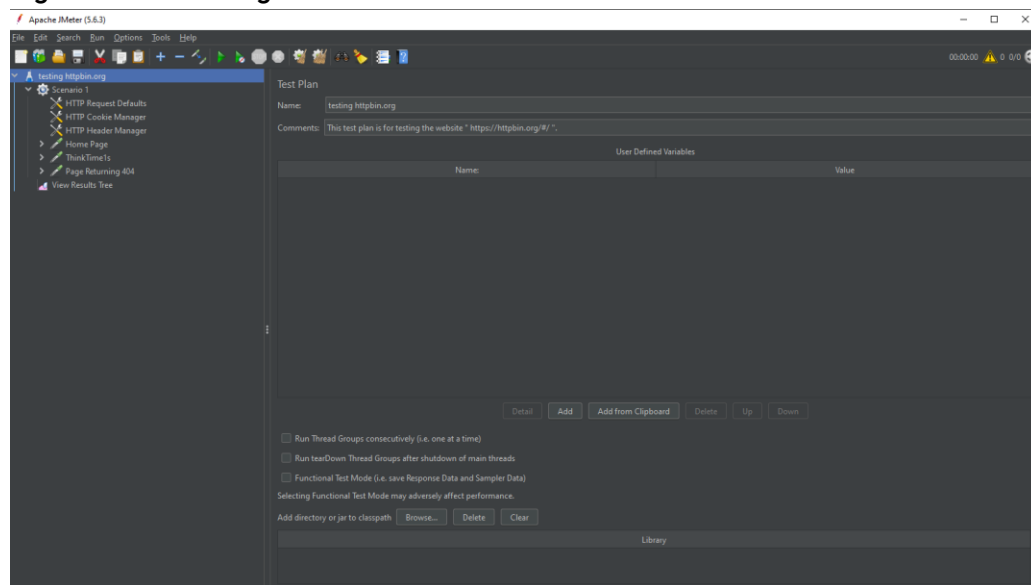 Apache JMeter (5.6.3)
File Edit Search Run Options Tools Help
00:00:00 0 0/0
testing httpbin.org
Scenario 1
HTTP Request Defaults
HTTP Cookie Manager
HTTP Header Manager
Home Page
ThinkTime1s
Page Returning 404
View Results Tree
Test Plan
Name: testing httpbin.org
Comments: This test plan is for testing the website " https://httpbin.org/#/ ".
User Defined Variables
Name: Value
Detail Add Add from Clipboard Delete Up Down
Run Thread Groups consecutively (i.e. one at a time)
Run tearDown Thread Groups after shutdown of main threads
Functional Test Mode (i.e. save Response Data and Sampler Data)
Selecting Functional Test Mode may adversely affect performance.
Add directory or jar to classpath Browse... Delete Clear
Library